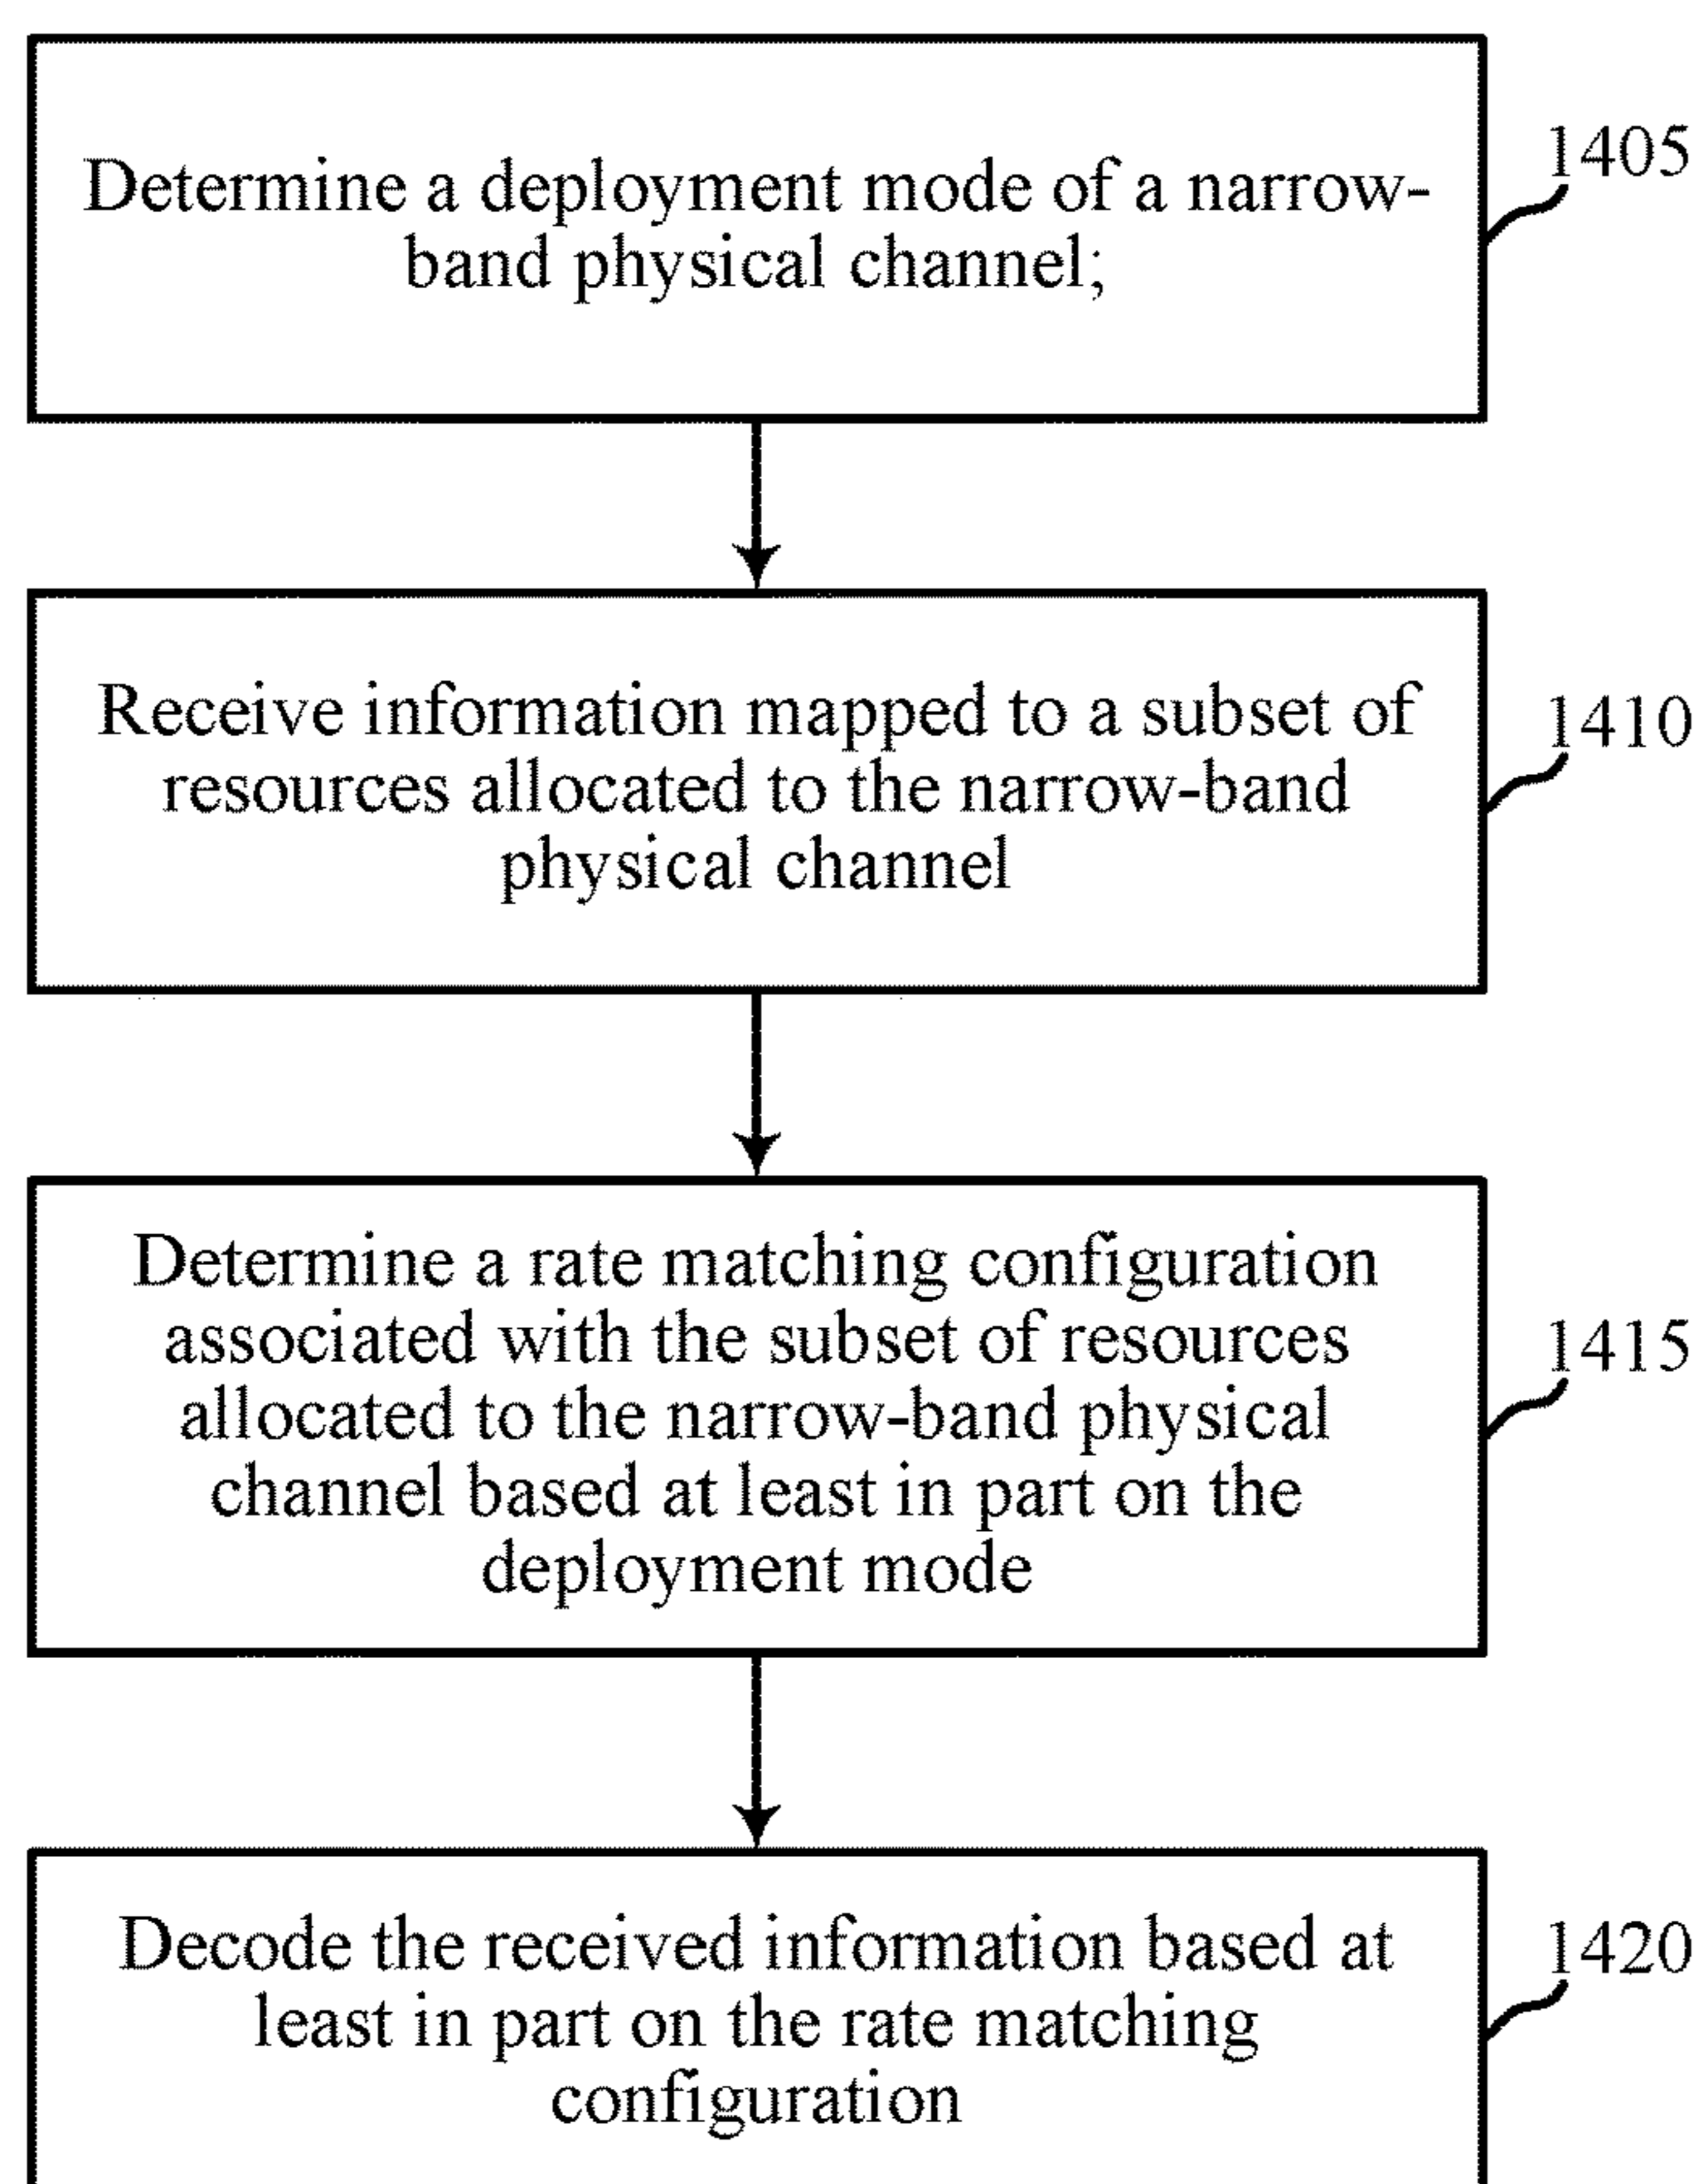 Determine a deployment mode of a narrow-
band physical channel;
1405
Receive information mapped to a subset of
resources allocated to the narrow-band
physical channel
1410
Determine a rate matching configuration
associated with the subset of resources
allocated to the narrow-band physical
channel based at least in part on the
deployment mode
1415
Decode the received information based at
least in part on the rate matching
configuration
1420